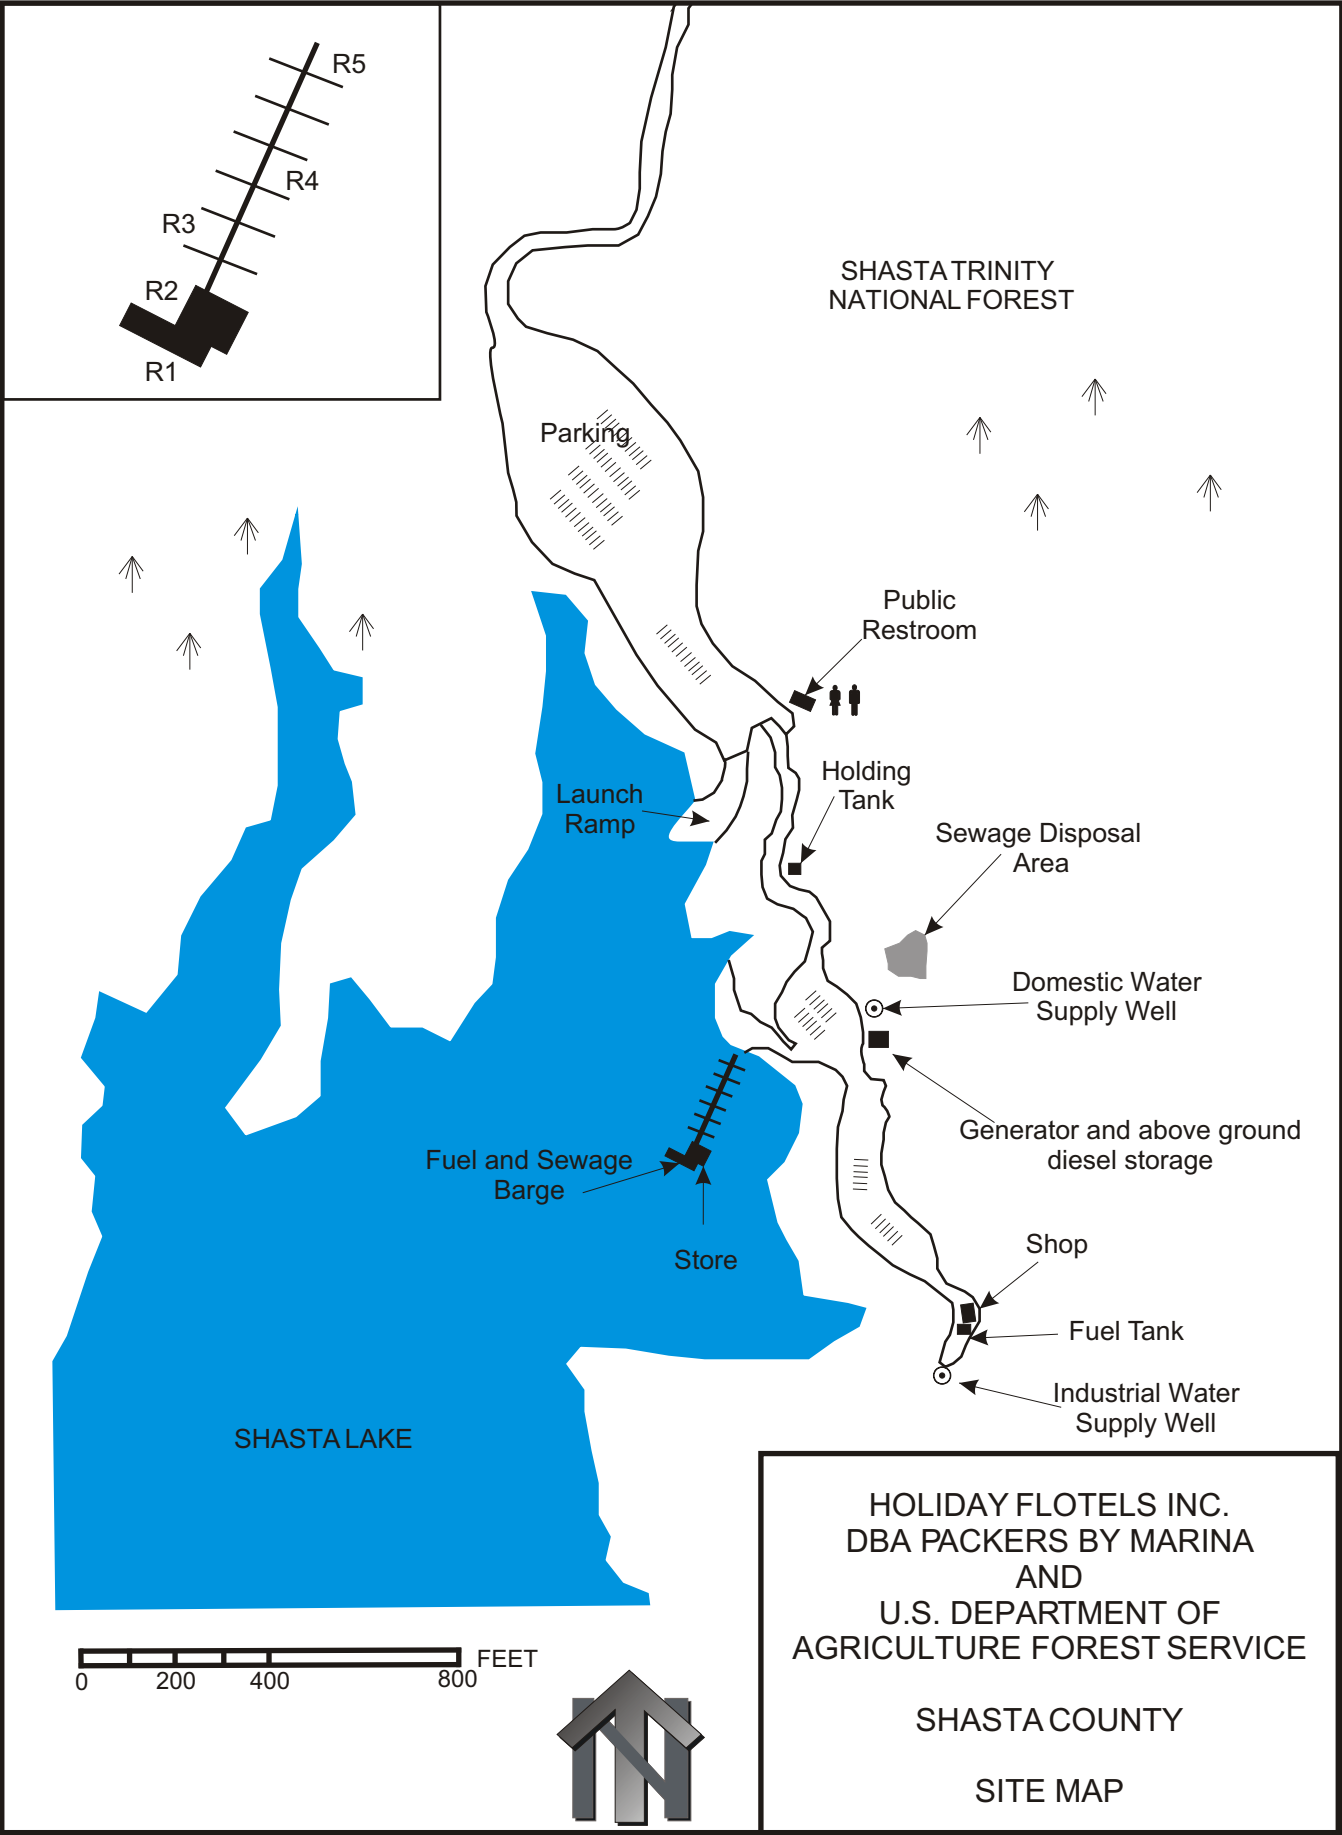 R5
R4
R3
R2
R1
SHASTA TRINITY
NATIONAL FOREST
Parking
Public
Restroom
Holding
Tank
Launch
Ramp
Sewage Disposal
Area
Domestic Water
Supply Well
Generator and above ground
diesel storage
Fuel and Sewage
Barge
Store
Shop
Fuel Tank
Industrial Water
Supply Well
SHASTA LAKE
HOLIDAY FLOTELS INC.
DBA PACKERS BY MARINA
AND
U.S. DEPARTMENT OF
AGRICULTURE FOREST SERVICE
SHASTA COUNTY
SITE MAP
FEET
0 200 400 800
N